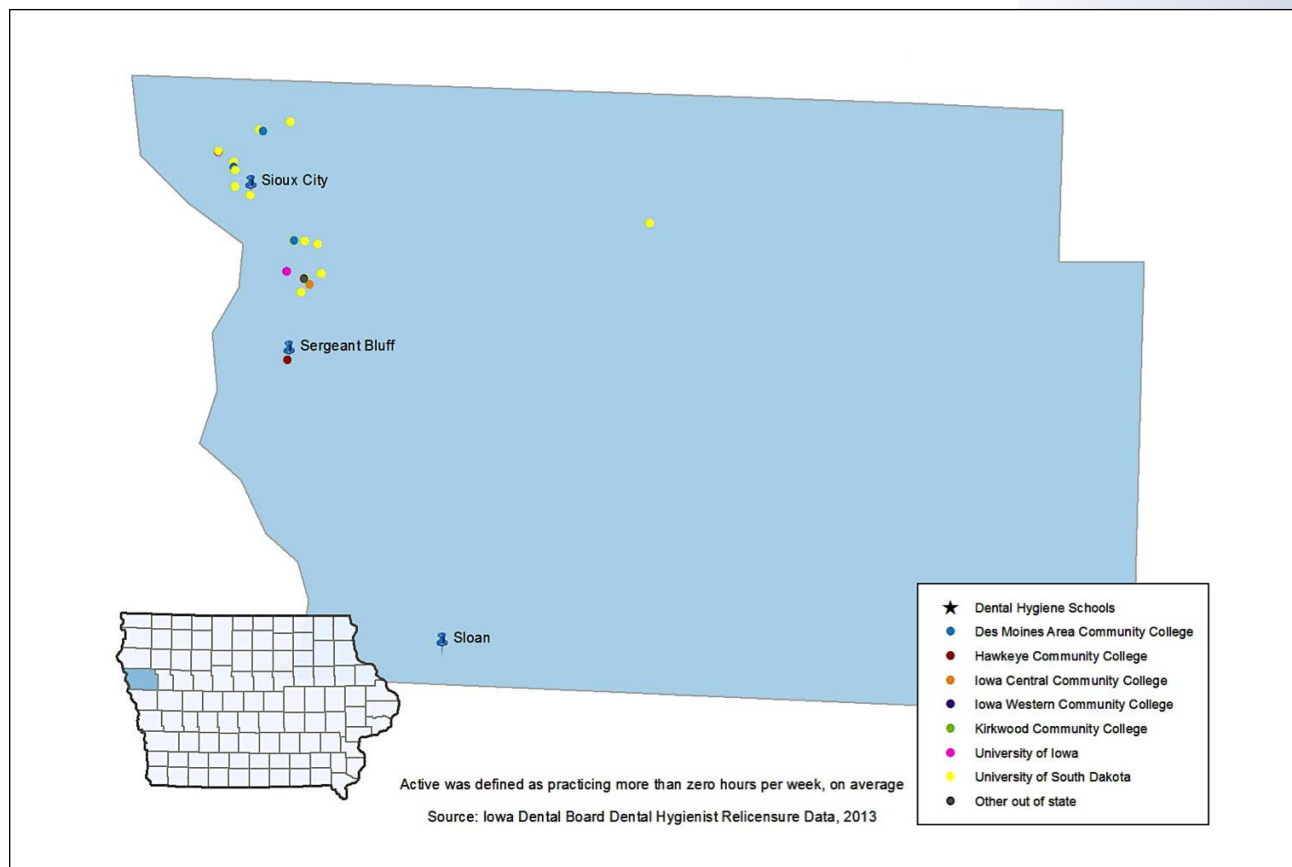 Sioux City
Sergeant Bluff
Sloan
Dental Hygiene Schools
Des Moines Area Community College
Hawkeye Community College
Iowa Central Community College
Iowa Western Community College
Kirkwood Community College
University of Iowa
University of South Dakota
Other out of state
Active was defined as practicing more than zero hours per week, on average
Source: Iowa Dental Board Dental Hygienist Relicensure Data, 2013